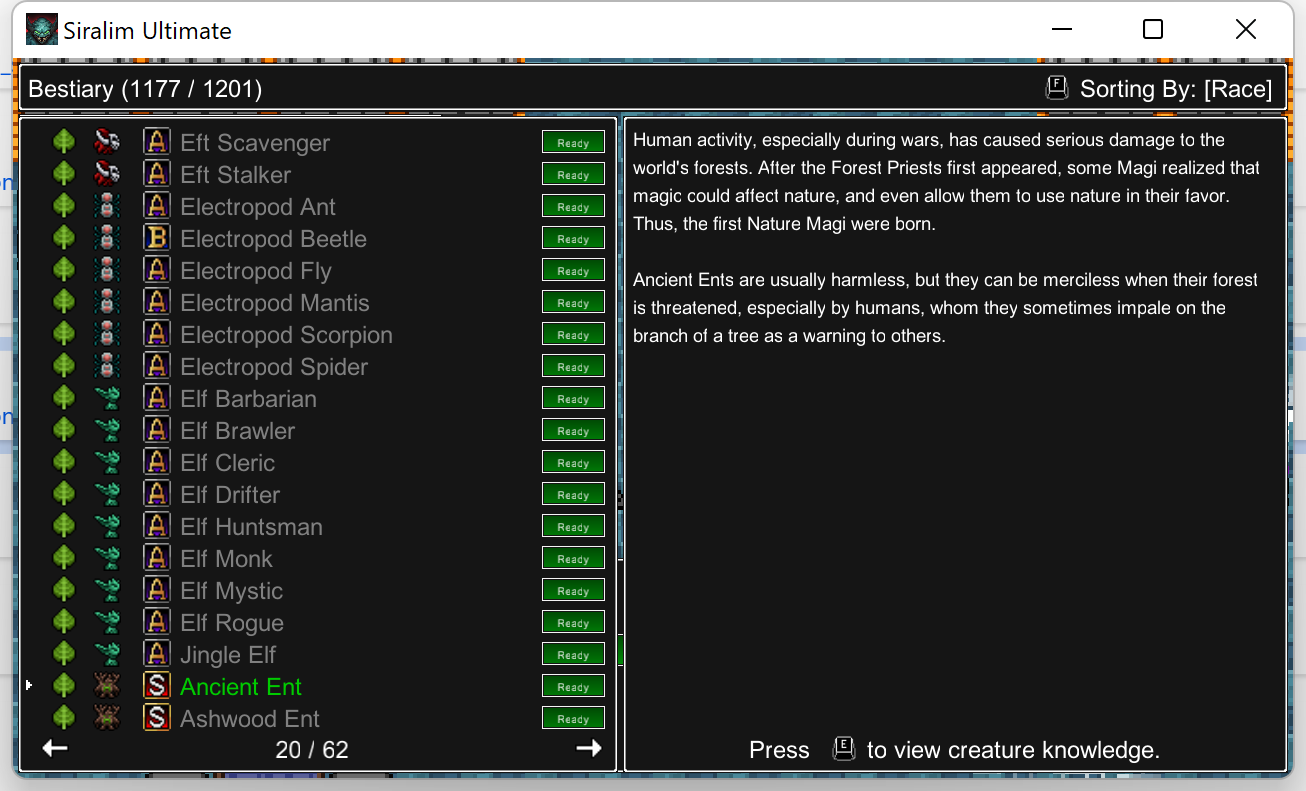 Siralim Ultimate
Bestiary (1177 / 1201)
F Sorting By: [Race]
A Eft Scavenger Ready
A Eft Stalker Ready
A Electropod Ant Ready
B Electropod Beetle Ready
A Electropod Fly Ready
A Electropod Mantis Ready
A Electropod Scorpion Ready
A Electropod Spider Ready
A Elf Barbarian Ready
A Elf Brawler Ready
A Elf Cleric Ready
A Elf Drifter Ready
A Elf Huntsman Ready
A Elf Monk Ready
A Elf Mystic Ready
A Elf Rogue Ready
A Jingle Elf Ready
S Ancient Ent Ready
S Ashwood Ent Ready
20 / 62
Human activity, especially during wars, has caused serious damage to the
world's forests. After the Forest Priests first appeared, some Magi realized that
magic could affect nature, and even allow them to use nature in their favor.
Thus, the first Nature Magi were born.
Ancient Ents are usually harmless, but they can be merciless when their forest
is threatened, especially by humans, whom they sometimes impale on the
branch of a tree as a warning to others.
Press E to view creature knowledge.